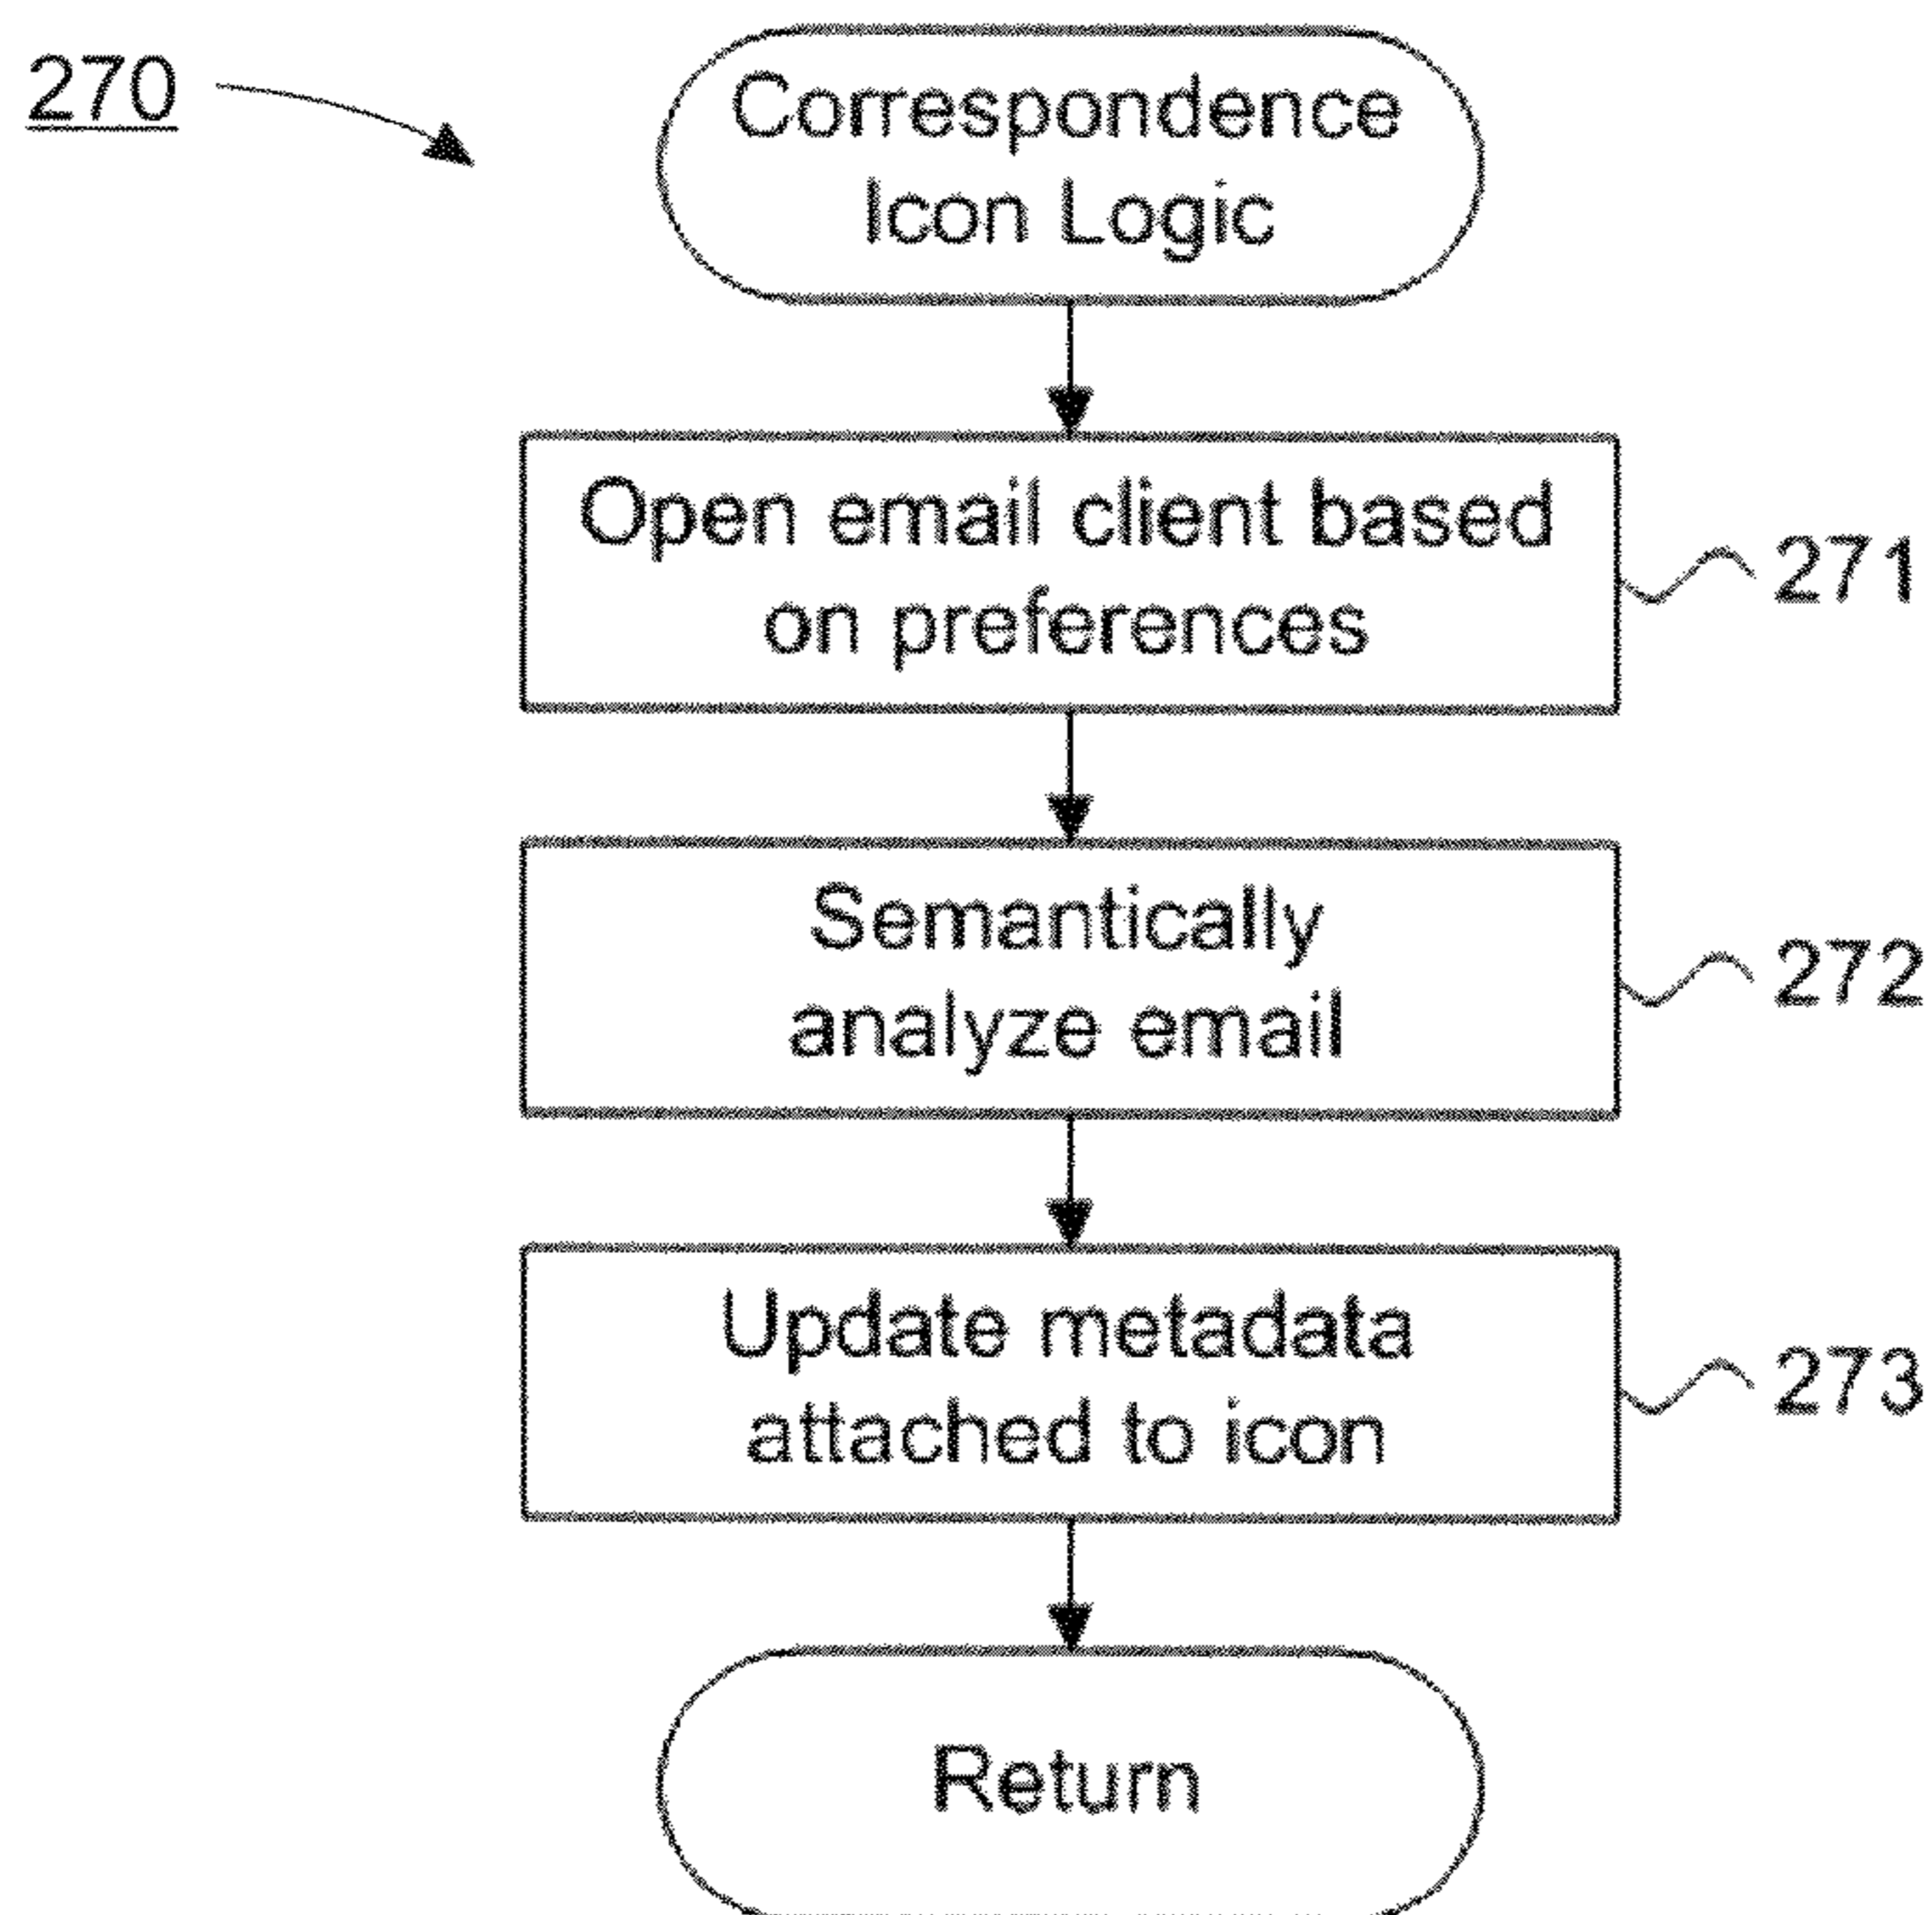 270
Correspondence
Icon Logic
Open email client based
on preferences
271
Semantically
analyze email
272
Update metadata
attached to icon
273
Return